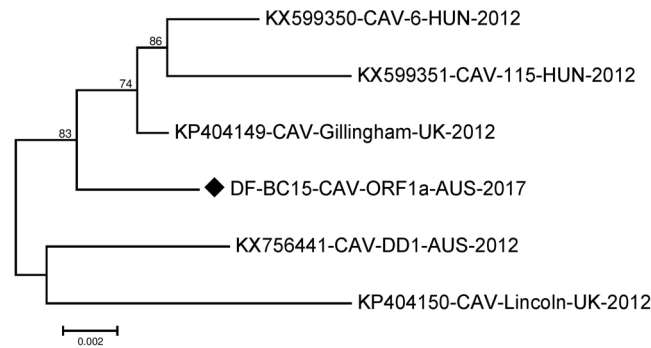 KX599350-CAV-6-HUN-2012
86
KX599351-CAV-115-HUN-2012
74
KP404149-CAV-Gillingham-UK-2012
83
DF-BC15-CAV-ORF1a-AUS-2017
KX756441-CAV-DD1-AUS-2012
KP404150-CAV-Lincoln-UK-2012
0.002